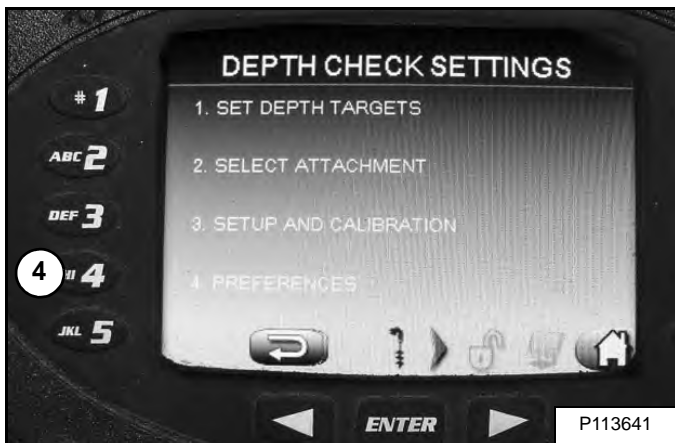 DEPTH CHECK SETTINGS
# 1
1. SET DEPTH TARGETS
ABC 2
2. SELECT ATTACHMENT
DEF 3
3. SETUP AND CALIBRATION
4
HI 4
4. PREFERENCES
JKL 5
ENTER
P113641